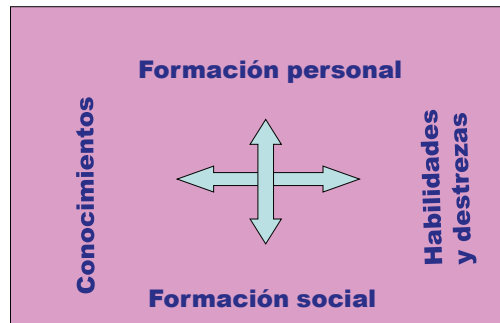 Formación personal
Conocimientos
Habilidades
y destrezas
Formación social